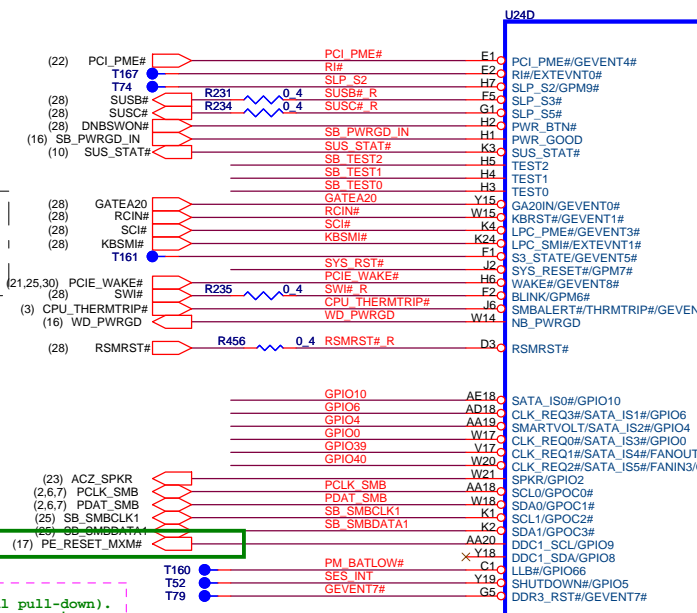 U24D
(22) PCI_PME# PCI_PME# E1 PCI_PME#/GEVENT4#
T167 RI# E2 RI#/EXTEVNT0#
T74 SLP_S2 H7 SLP_S2/GPM9#
(28) SUSB# R231 0_4 SUSB#_R F5 SLP_S3#
(28) SUSC# R234 0_4 SUSC#_R G1 SLP_S5#
(28) DNBSWON# H2 PWR_BTN#
(16) SB_PWRGD_IN SB_PWRGD_IN H1 PWR_GOOD
(10) SUS_STAT# SUS_STAT# K3 SUS_STAT#
SB_TEST2 H5 TEST2
SB_TEST1 H4 TEST1
SB_TEST0 H3 TEST0
(28) GATEA20 GATEA20 Y15 GA20IN/GEVENT0#
(28) RCIN# RCIN# W15 KBRST#/GEVENT1#
(28) SCI# SCI# K4 LPC_PME#/GEVENT3#
(28) KBSMI# KBSMI# K24 LPC_SMI#/EXTEVNT1#
T161 F1 S3_STATE/GEVENT5#
SYS_RST# J2 SYS_RESET#/GPM7#
(21,25,30) PCIE_WAKE# PCIE_WAKE# H6 WAKE#/GEVENT8#
(28) SWI# R235 0_4 SWI#_R F2 BLINK/GPM6#
(3) CPU_THERMTRIP# CPU_THERMTRIP# J6 SMBALERT#/THRMTRIP#/GEVEN
(16) WD_PWRGD WD_PWRGD W14 NB_PWRGD
(28) RSMRST# R456 0_4 RSMRST#_R D3 RSMRST#
GPIO10 AE18 SATA_IS0#/GPIO10
GPIO6 AD18 CLK_REQ3#/SATA_IS1#/GPIO6
GPIO4 AA19 SMARTVOLT/SATA_IS2#/GPIO4
GPIO0 W17 CLK_REQ0#/SATA_IS3#/GPIO0
GPIO39 V17 CLK_REQ1#/SATA_IS4#/FANOUT
GPIO40 W20 CLK_REQ2#/SATA_IS5#/FANIN3/
(23) ACZ_SPKR W21 SPKR/GPIO2
(2,6,7) PCLK_SMB PCLK_SMB AA18 SCL0/GPOC0#
(2,6,7) PDAT_SMB PDAT_SMB W18 SDA0/GPOC1#
(25) SB_SMBCLK1 SB_SMBCLK1 K1 SCL1/GPOC2#
(25) SB_SMBDATA1 SB_SMBDATA1 K2 SDA1/GPOC3#
(17) PE_RESET_MXM# AA20 DDC1_SCL/GPIO9
Y18 DDC1_SDA/GPIO8
T160 PM_BATLOW# C1 LLB#/GPIO66
T52 SES_INT Y19 SHUTDOWN#/GPIO5
T79 GEVENT7# G5 DDR3_RST#/GEVENT7#
l pull-down).